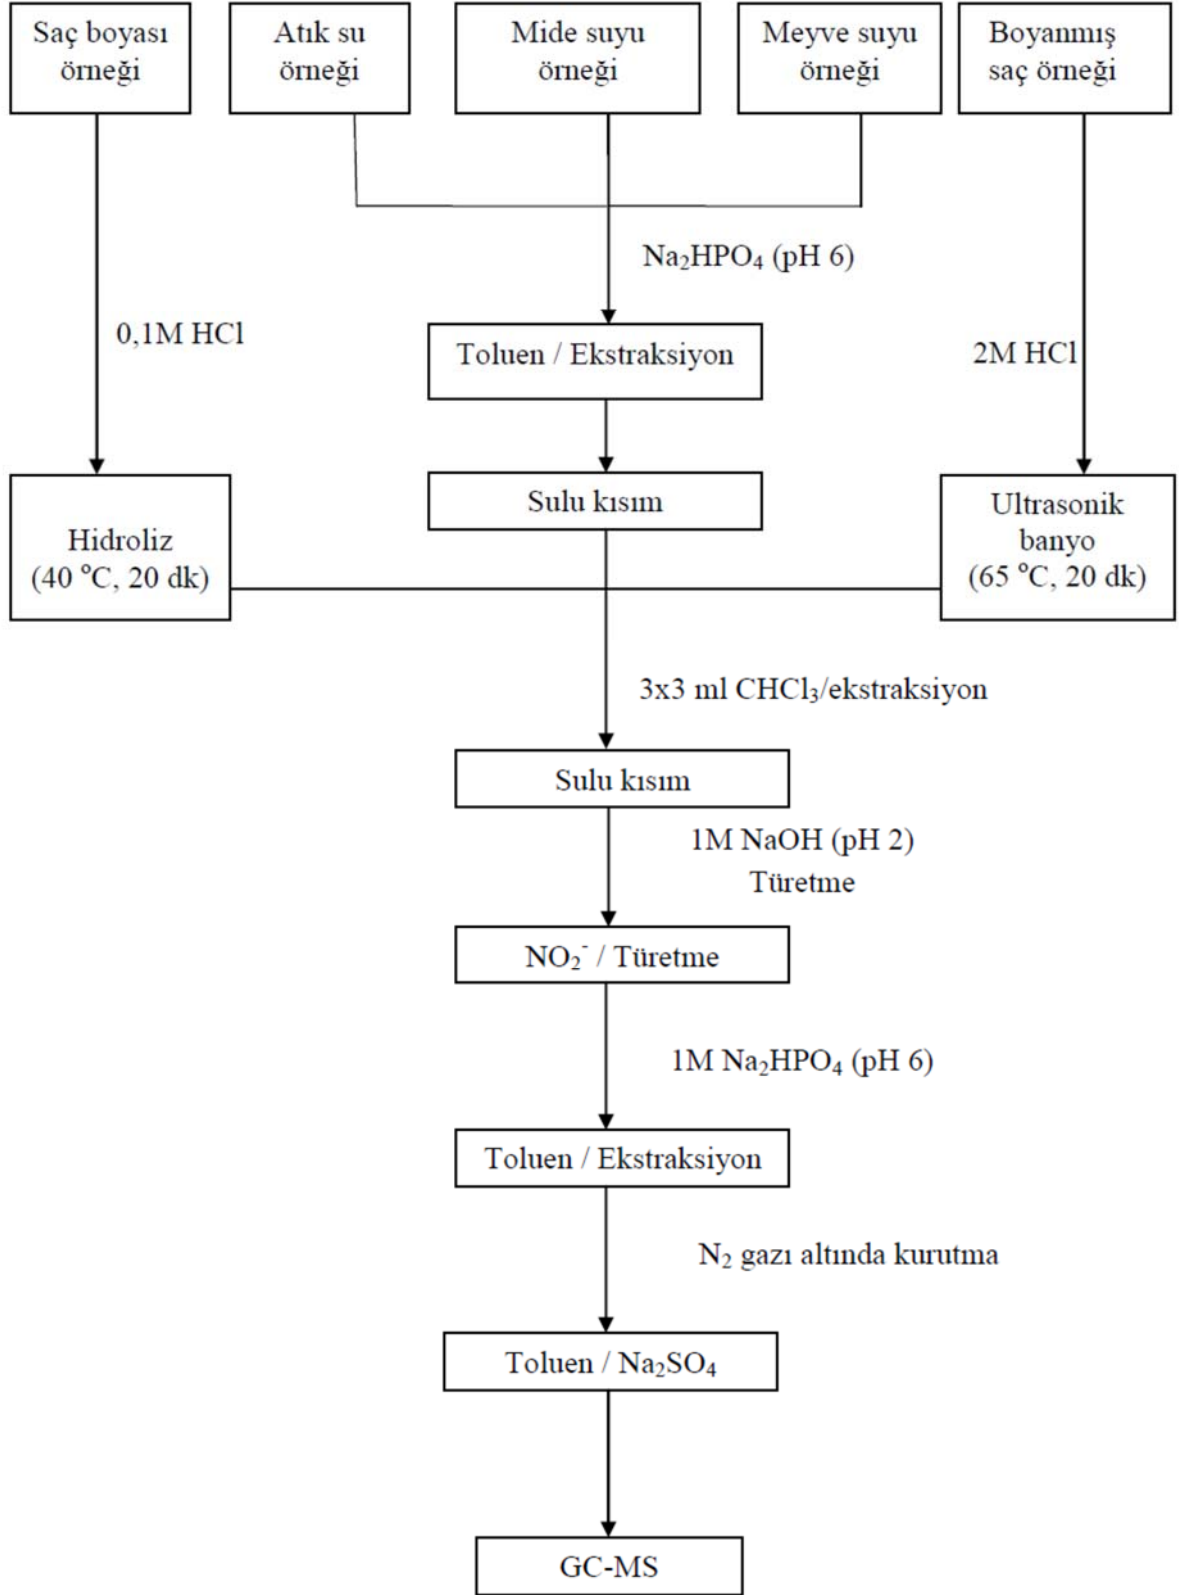 Saç boyası
örneği
Atık su
örneği
Mide suyu
örneği
Meyve suyu
örneği
Boyanmış
saç örneği
Na₂HPO₄ (pH 6)
0,1M HCl
Toluen / Ekstraksiyon
2M HCl
Sulu kısım
Hidroliz
(40 °C, 20 dk)
Ultrasonik
banyo
(65 °C, 20 dk)
3x3 ml CHCl₃/ekstraksiyon
Sulu kısım
1M NaOH (pH 2)
Türetme
NO₂⁻ / Türetme
1M Na₂HPO₄ (pH 6)
Toluen / Ekstraksiyon
N₂ gazı altında kurutma
Toluen / Na₂SO₄
GC-MS